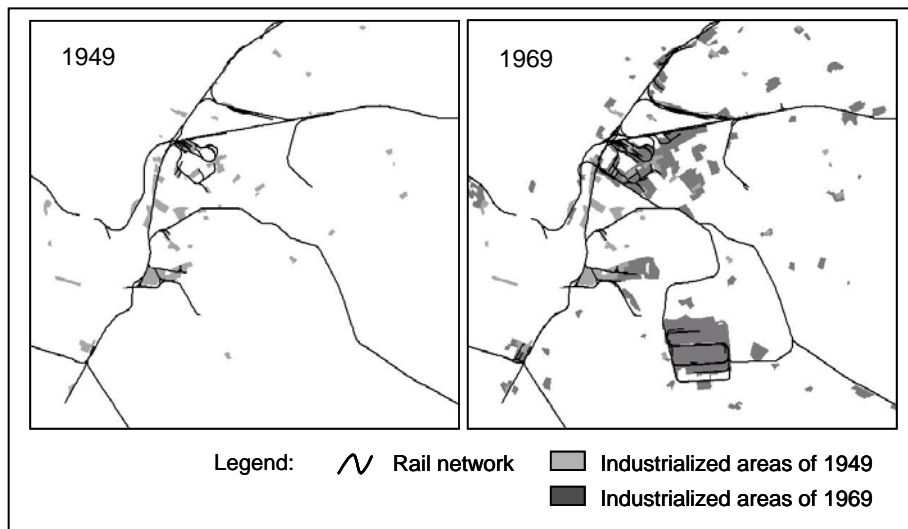 1949
1969
Legend: Rail network Industrialized areas of 1949
Industrialized areas of 1969